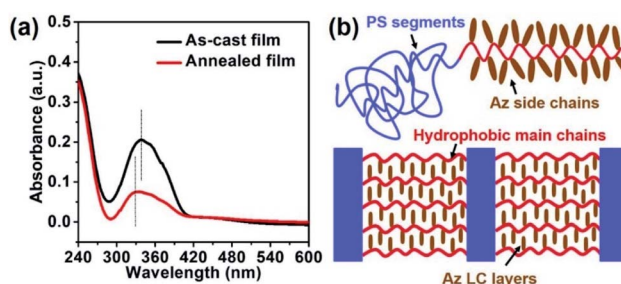 (a)
0.5
0.4
0.3
0.2
0.1
0.0
Absorbance (a.u.)
As-cast film
Annealed film
240 300 360 420 480 540 600
Wavelength (nm)
(b)
PS segments
Az side chains
Hydrophobic main chains
Az LC layers